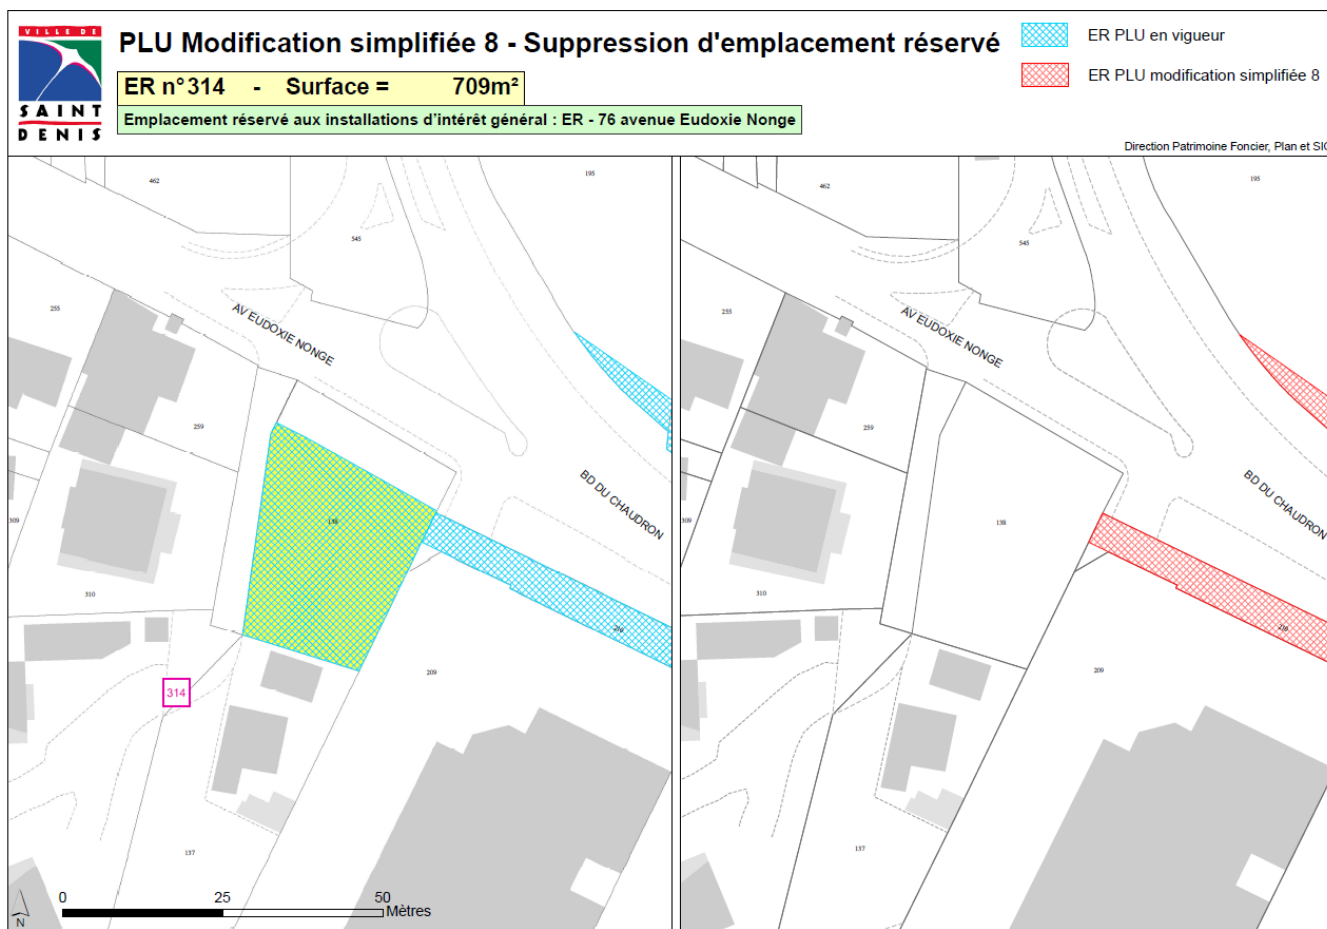 VILLE DE
SAINT
DENIS
PLU Modification simplifiée 8 - Suppression d'emplacement réservé
ER n°314 - Surface = 709m²
Emplacement réservé aux installations d'intérêt général : ER - 76 avenue Eudoxie Nonge
ER PLU en vigueur
ER PLU modification simplifiée 8
Direction Patrimoine Foncier, Plan et SIG
462
195
545
255
AV EUDOXIE NONGE
259
BD DU CHAUDRON
309
138
310
210
209
314
137
0 25 50
Mètres
N
462
195
545
255
AV EUDOXIE NONGE
259
BD DU CHAUDRON
309
138
310
210
209
137